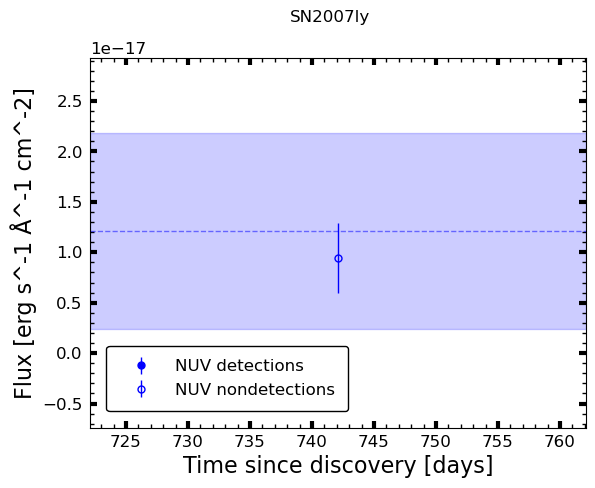 SN2007ly
1e−17
2.5
2.0
1.5
1.0
0.5
0.0
−0.5
Flux [erg s^-1 Å^-1 cm^-2]
NUV detections
NUV nondetections
725 730 735 740 745 750 755 760
Time since discovery [days]